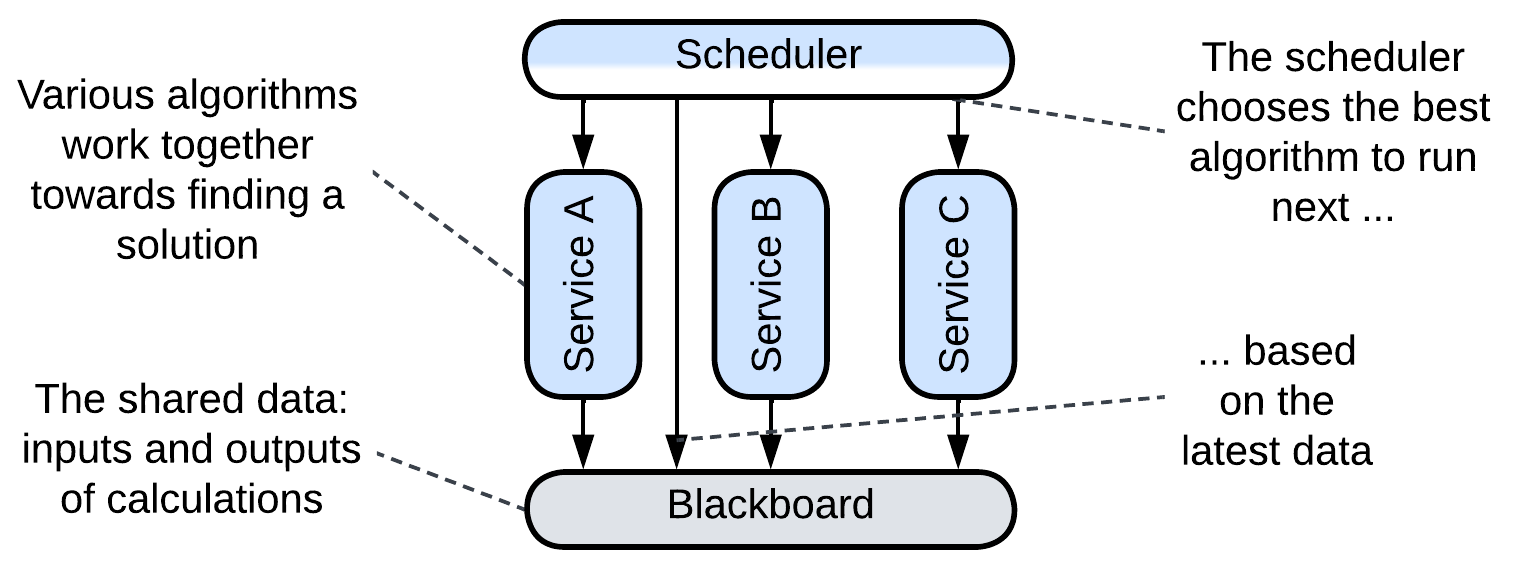 Scheduler
Various algorithms
work together
towards finding a
solution
The scheduler
chooses the best
algorithm to run
next ...
Service A
Service B
Service C
The shared data:
inputs and outputs
of calculations
... based
on the
latest data
Blackboard